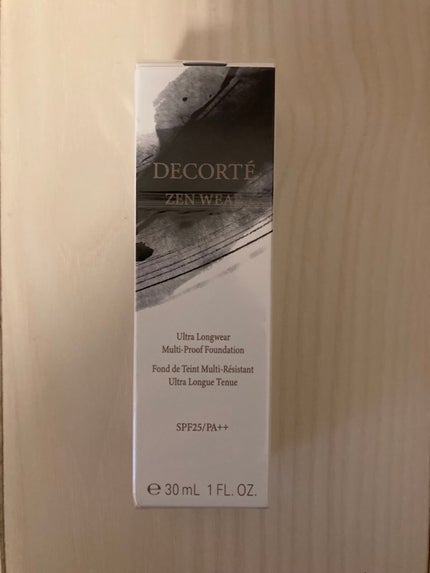 DECORTÉ
ZEN WEAR
Ultra Longwear
Multi-Proof Foundation
Fond de Teint Multi-Résistant
Ultra Longue Tenue
SPF25/PA++
℮ 30 mL 1 FL. OZ.